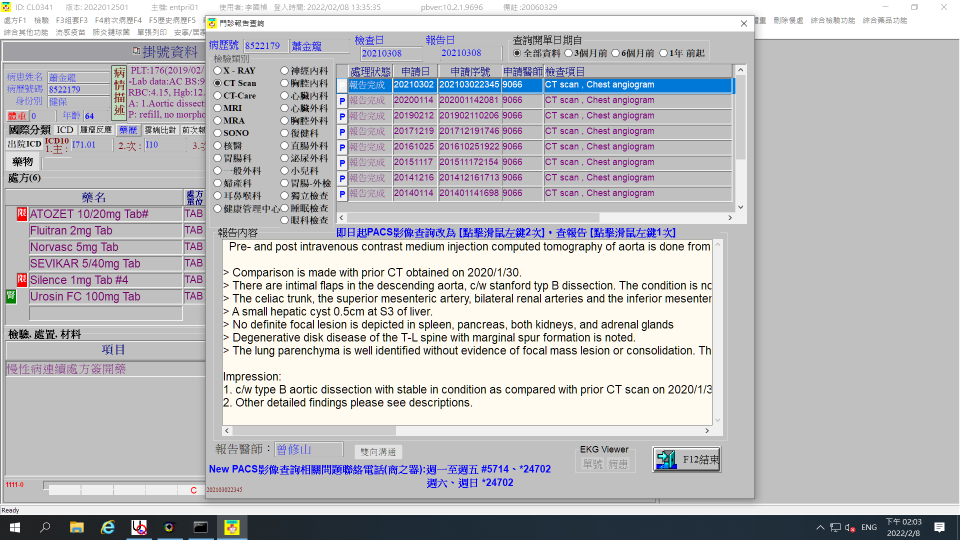 ID: CL0341 版本: 2022012501 主機: entpri01 使用者: 李國楨 登入時間: 2022/02/08 13:35:35 pbver:10.2.1.9696 備註: 20060329
處方F1 檢驗 F3組套F3 F4前次病歷F4 F5歷史病歷F5
刪除餐處 綜合檢驗功能 綜合藥品功能
綜合其他功能 流感疫苗 篩炎鏈球菌 單張列印
掛號資料
病患姓名 蕭金龍
病歷號碼 8522179
身份別 健保
體重 0 年齡 64
病情描述
PLT:176(2019/02/
-Lab data:AC BS:9
RBC:4.15, Hgb:12.
A: 1.Aortic dissecti
P: refill, no morpho
國際分類 ICD 腫瘤反應 藥歷 雲端比對 前次輔
出院ICD ICD10 1.主: I71.01 2.次: I10 3.次
藥物
處方(6)
藥名 處方單位
限 ATOZET 10/20mg Tab# TAB
Fluitran 2mg Tab TAB
Norvasc 5mg Tab TAB
SEVIKAR 5/40mg Tab TAB
限 Silence 1mg Tab #4 TAB
腎 Urosin FC 100mg Tab TAB
檢驗, 處置, 材料
項目
慢性病連續處方簽開藥
1111-0
C
Ready
門診報告查詢
病歷號 8522179 蕭金龍 檢查日 20210308 報告日 20210308
查詢開單日期自
全部資料 3個月前 6個月前 1年 前起
檢驗類別
X - RAY 神經內科
CT Scan 胸腔內科
CT-Care 心臟內科
MRI 心臟外科
MRA 胸腔外科
SONO 復健科
核醫 直腸外科
胃腸科 泌尿外科
一般外科 小兒科
婦產科 胃腸-外檢
耳鼻喉科 獨立檢查
健康管理中心 睡眠檢查
眼科檢查
處理狀態 申請日 申請序號 申請醫師 檢查項目
報告完成 20210302 202103022345 9066 CT scan , Chest angiogram
P 報告完成 20200114 202001142081 9066 CT scan , Chest angiogram
P 報告完成 20190212 201902110206 9066 CT scan , Chest angiogram
P 報告完成 20171219 201712191746 9066 CT scan , Chest angiogram
P 報告完成 20161025 201610251922 9066 CT scan , Chest angiogram
P 報告完成 20151117 201511172154 9066 CT scan , Chest angiogram
P 報告完成 20141216 201412161713 9066 CT scan , Chest angiogram
P 報告完成 20140114 201401141698 9066 CT scan , Chest angiogram
報告內容 即日起PACS影像查詢改為 [點擊滑鼠左鍵2次]。查報告 [點擊滑鼠左鍵1次]
Pre- and post intravenous contrast medium injection computed tomography of aorta is done from
> Comparison is made with prior CT obtained on 2020/1/30.
> There are intimal flaps in the descending aorta, c/w stanford typ B dissection. The condition is no
> The celiac trunk, the superior mesenteric artery, bilateral renal arteries and the inferior mesenter
> A small hepatic cyst 0.5cm at S3 of liver.
> No definite focal lesion is depicted in spleen, pancreas, both kidneys, and adrenal glands
> Degenerative disk disease of the T-L spine with marginal spur formation is noted.
> The lung parenchyma is well identified without evidence of focal mass lesion or consolidation. Th
Impression:
1. c/w type B aortic dissection with stable in condition as compared with prior CT scan on 2020/1/3
2. Other detailed findings please see descriptions.
報告醫師: 曾修山 雙向溝通
EKG Viewer
單號 病患
F12結束
New PACS影像查詢相關問題聯絡電話(商之器):週一至週五 #5714、*24702
週六、週日 *24702
202103022345
ENG
下午 02:03
2022/2/8